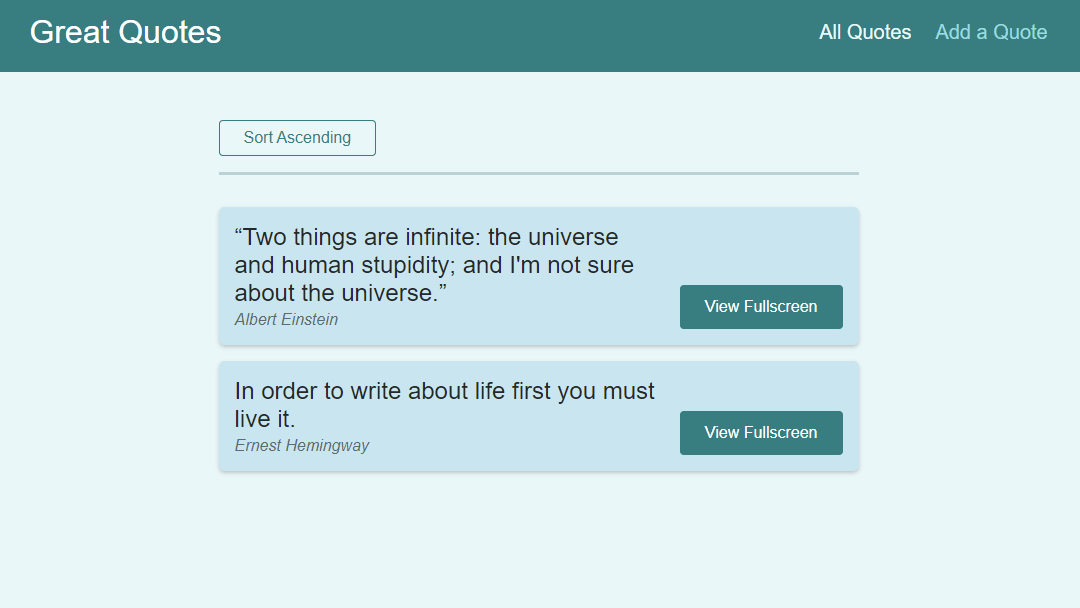 Great Quotes
All Quotes
Add a Quote
Sort Ascending
“Two things are infinite: the universe
and human stupidity; and I'm not sure
about the universe.”
Albert Einstein
View Fullscreen
In order to write about life first you must
live it.
Ernest Hemingway
View Fullscreen